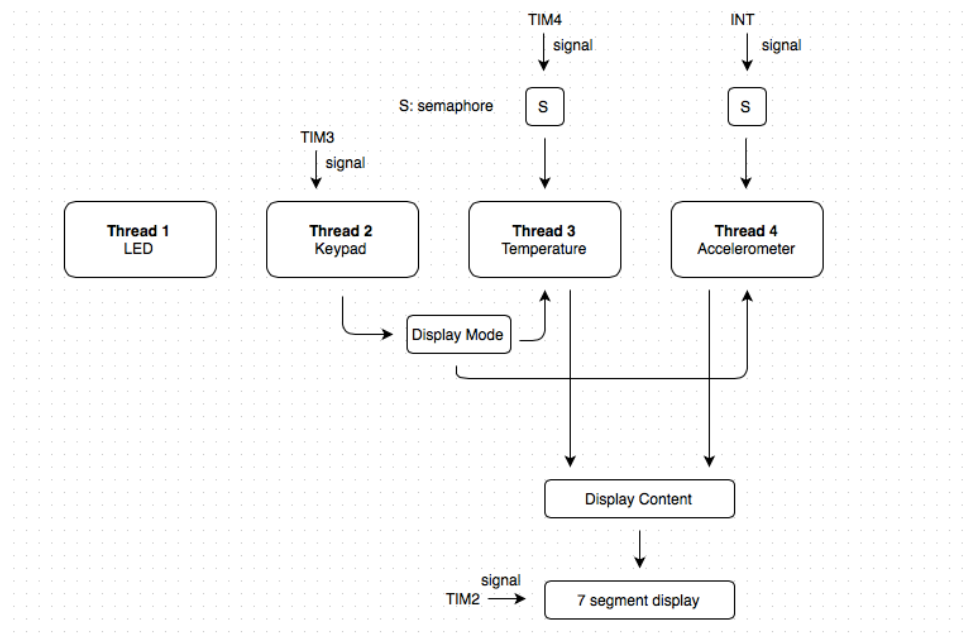 TIM4
INT
signal
signal
S: semaphore
S
S
TIM3
signal
Thread 1
LED
Thread 2
Keypad
Thread 3
Temperature
Thread 4
Accelerometer
Display Mode
Display Content
signal
TIM2
7 segment display